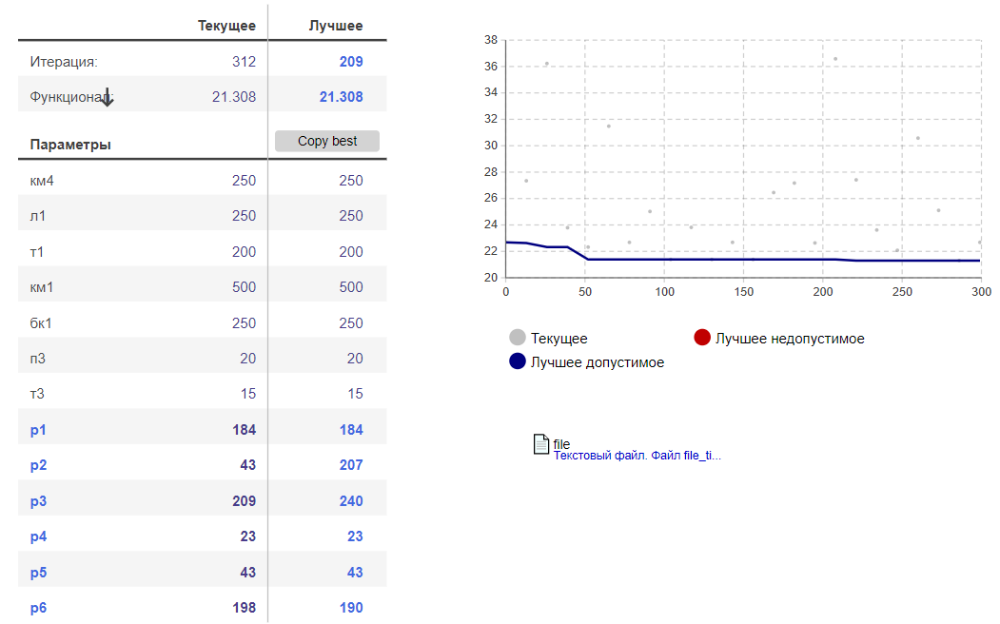 Текущее Лучшее
Итерация: 312 209
Функционал: 21.308 21.308
Параметры Copy best
км4 250 250
л1 250 250
т1 200 200
км1 500 500
бк1 250 250
п3 20 20
т3 15 15
p1 184 184
p2 43 207
p3 209 240
p4 23 23
p5 43 43
p6 198 190
38
36
34
32
30
28
26
24
22
20
0 50 100 150 200 250 300
Текущее Лучшее недопустимое
Лучшее допустимое
file
Текстовый файл. Файл file_ti...